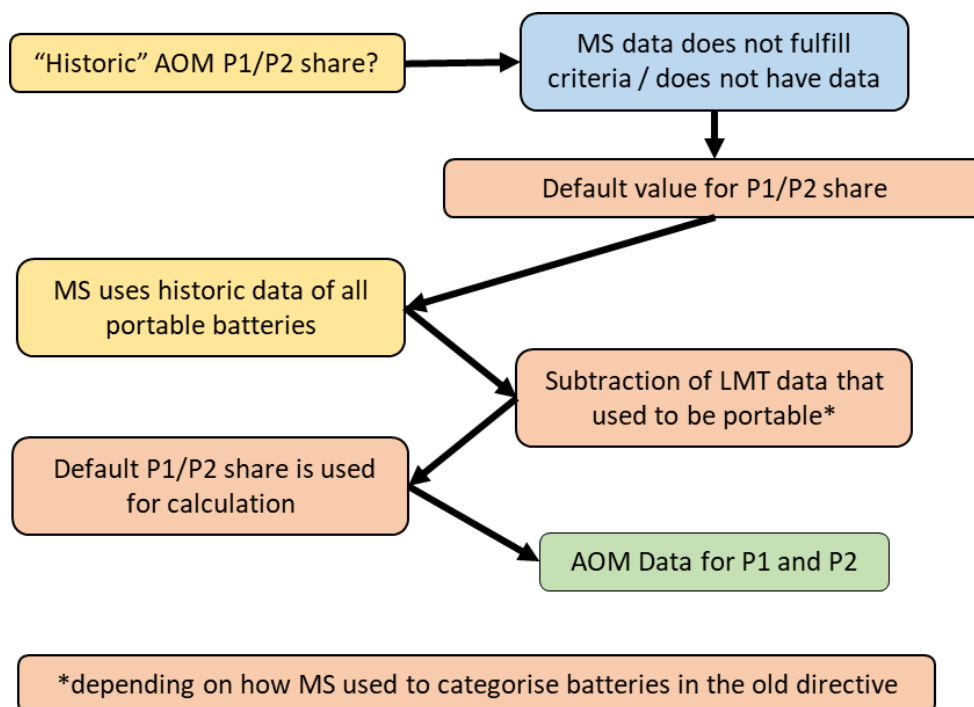 “Historic” AOM P1/P2 share?
MS data does not fulfill
criteria / does not have data
Default value for P1/P2 share
MS uses historic data of all
portable batteries
Subtraction of LMT data that
used to be portable*
Default P1/P2 share is used
for calculation
AOM Data for P1 and P2
*depending on how MS used to categorise batteries in the old directive